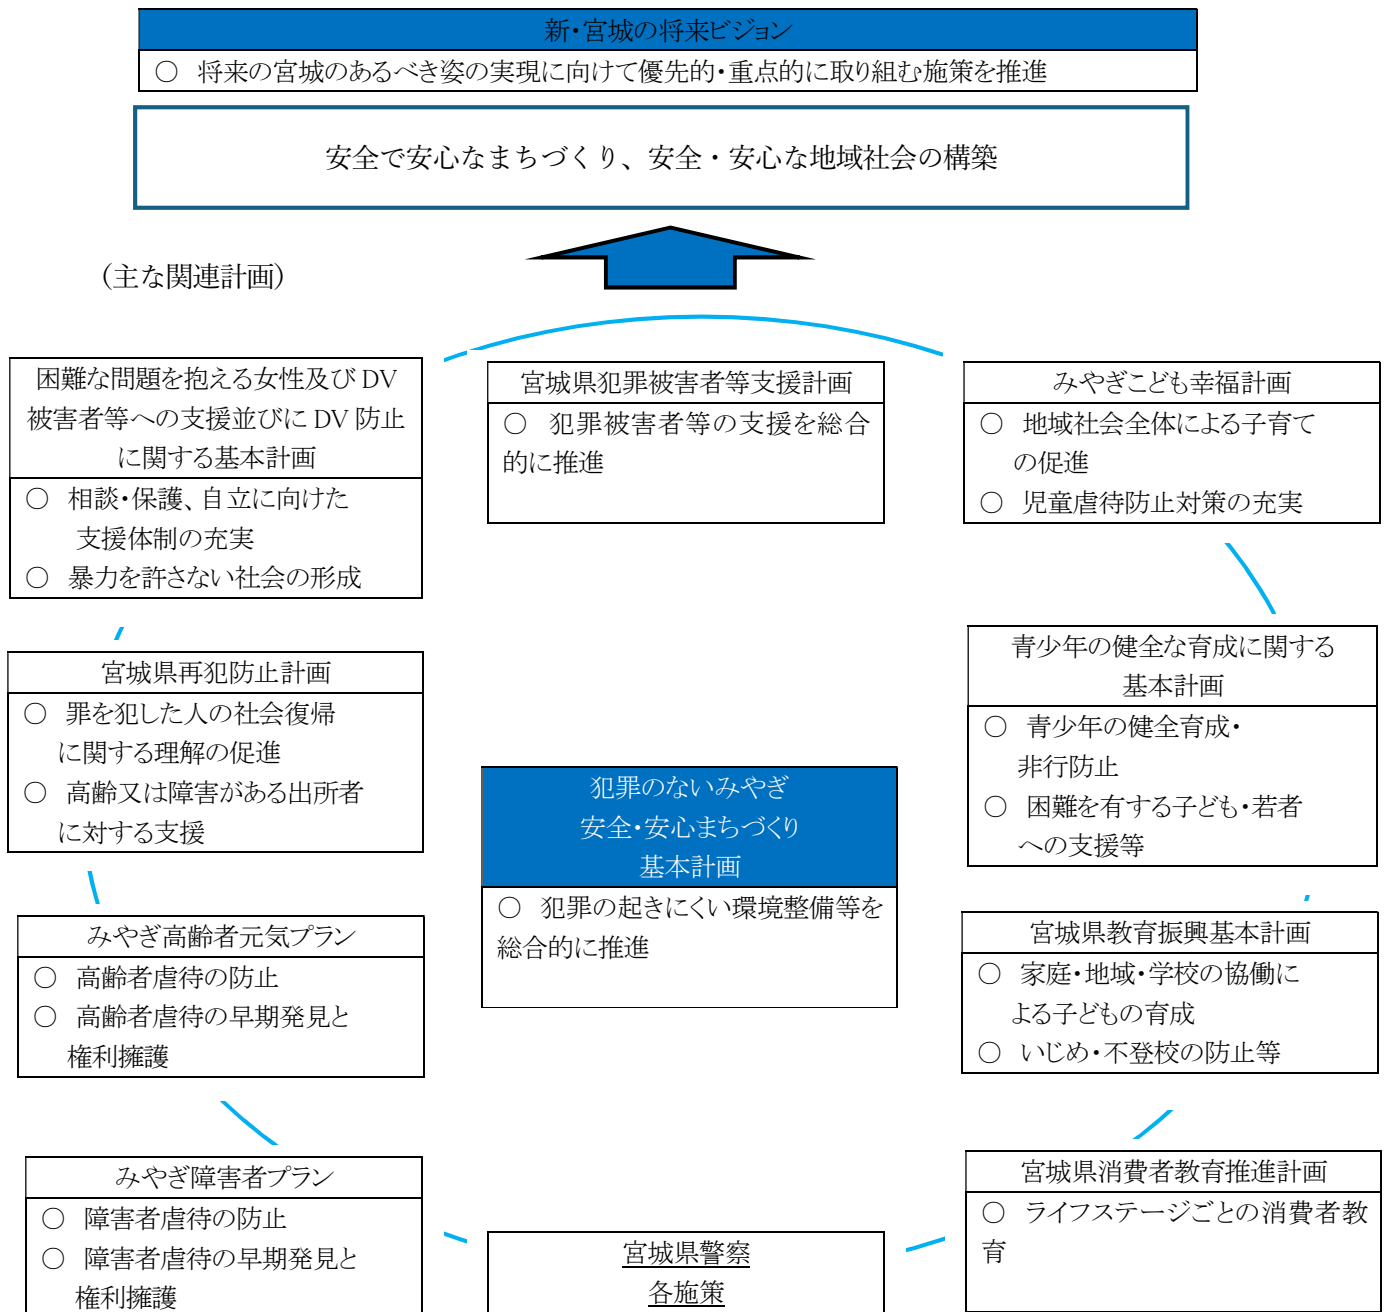 新・宮城の将来ビジョン
○ 将来の宮城のあるべき姿の実現に向けて優先的・重点的に取り組む施策を推進
安全で安心なまちづくり、安全・安心な地域社会の構築
（主な関連計画）
困難な問題を抱える女性及び DV
被害者等への支援並びに DV 防止
に関する基本計画
○ 相談・保護、自立に向けた
支援体制の充実
○ 暴力を許さない社会の形成
宮城県犯罪被害者等支援計画
○ 犯罪被害者等の支援を総合
的に推進
みやぎこども幸福計画
○ 地域社会全体による子育て
の促進
○ 児童虐待防止対策の充実
宮城県再犯防止計画
○ 罪を犯した人の社会復帰
に関する理解の促進
○ 高齢又は障害がある出所者
に対する支援
犯罪のないみやぎ
安全・安心まちづくり
基本計画
○ 犯罪の起きにくい環境整備等を
総合的に推進
青少年の健全な育成に関する
基本計画
○ 青少年の健全育成・
非行防止
○ 困難を有する子ども・若者
への支援等
みやぎ高齢者元気プラン
○ 高齢者虐待の防止
○ 高齢者虐待の早期発見と
権利擁護
宮城県教育振興基本計画
○ 家庭・地域・学校の協働に
よる子どもの育成
○ いじめ・不登校の防止等
みやぎ障害者プラン
○ 障害者虐待の防止
○ 障害者虐待の早期発見と
権利擁護
宮城県警察
各施策
宮城県消費者教育推進計画
○ ライフステージごとの消費者教
育